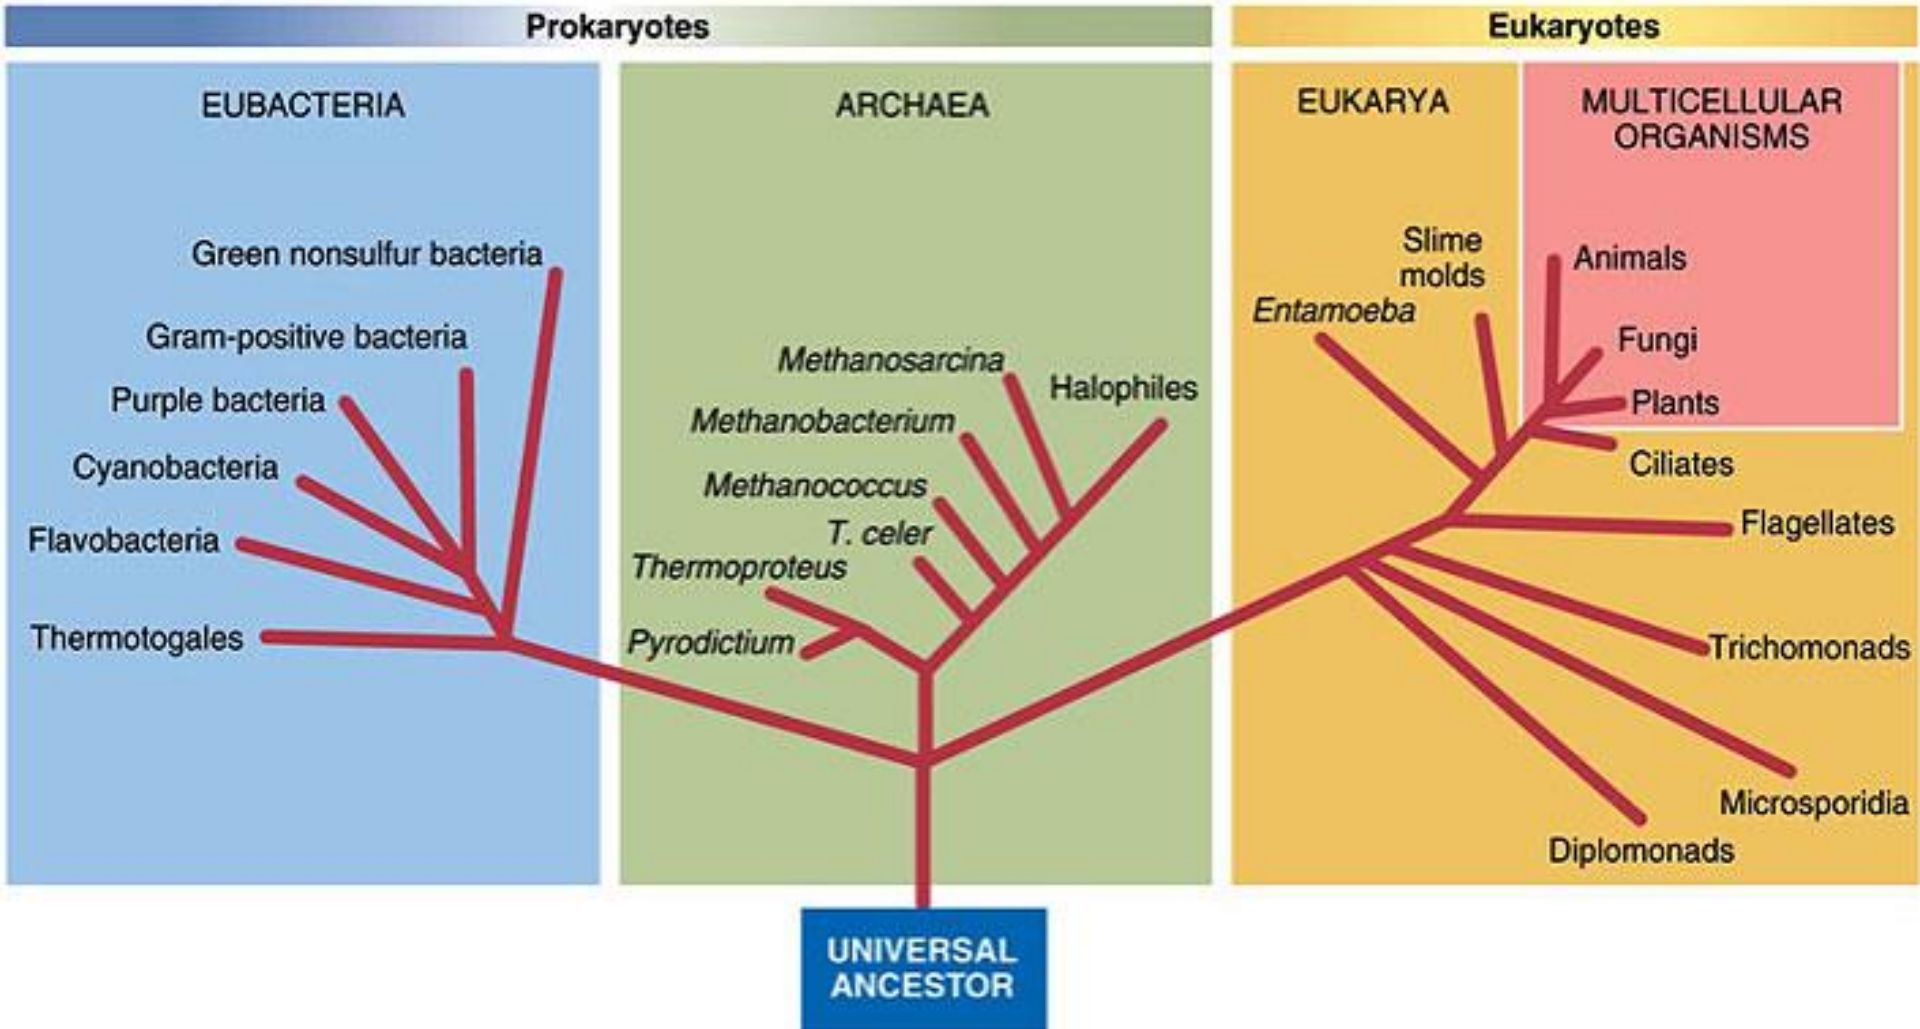 Prokaryotes
Eukaryotes
EUBACTERIA
ARCHAEA
EUKARYA
MULTICELLULAR
ORGANISMS
Green nonsulfur bacteria
Gram-positive bacteria
Purple bacteria
Cyanobacteria
Flavobacteria
Thermotogales
Methanosarcina
Halophiles
Methanobacterium
Methanococcus
T. celer
Thermoproteus
Pyrodictium
Slime
molds
Entamoeba
Animals
Fungi
Plants
Ciliates
Flagellates
Trichomonads
Microsporidia
Diplomonads
UNIVERSAL
ANCESTOR